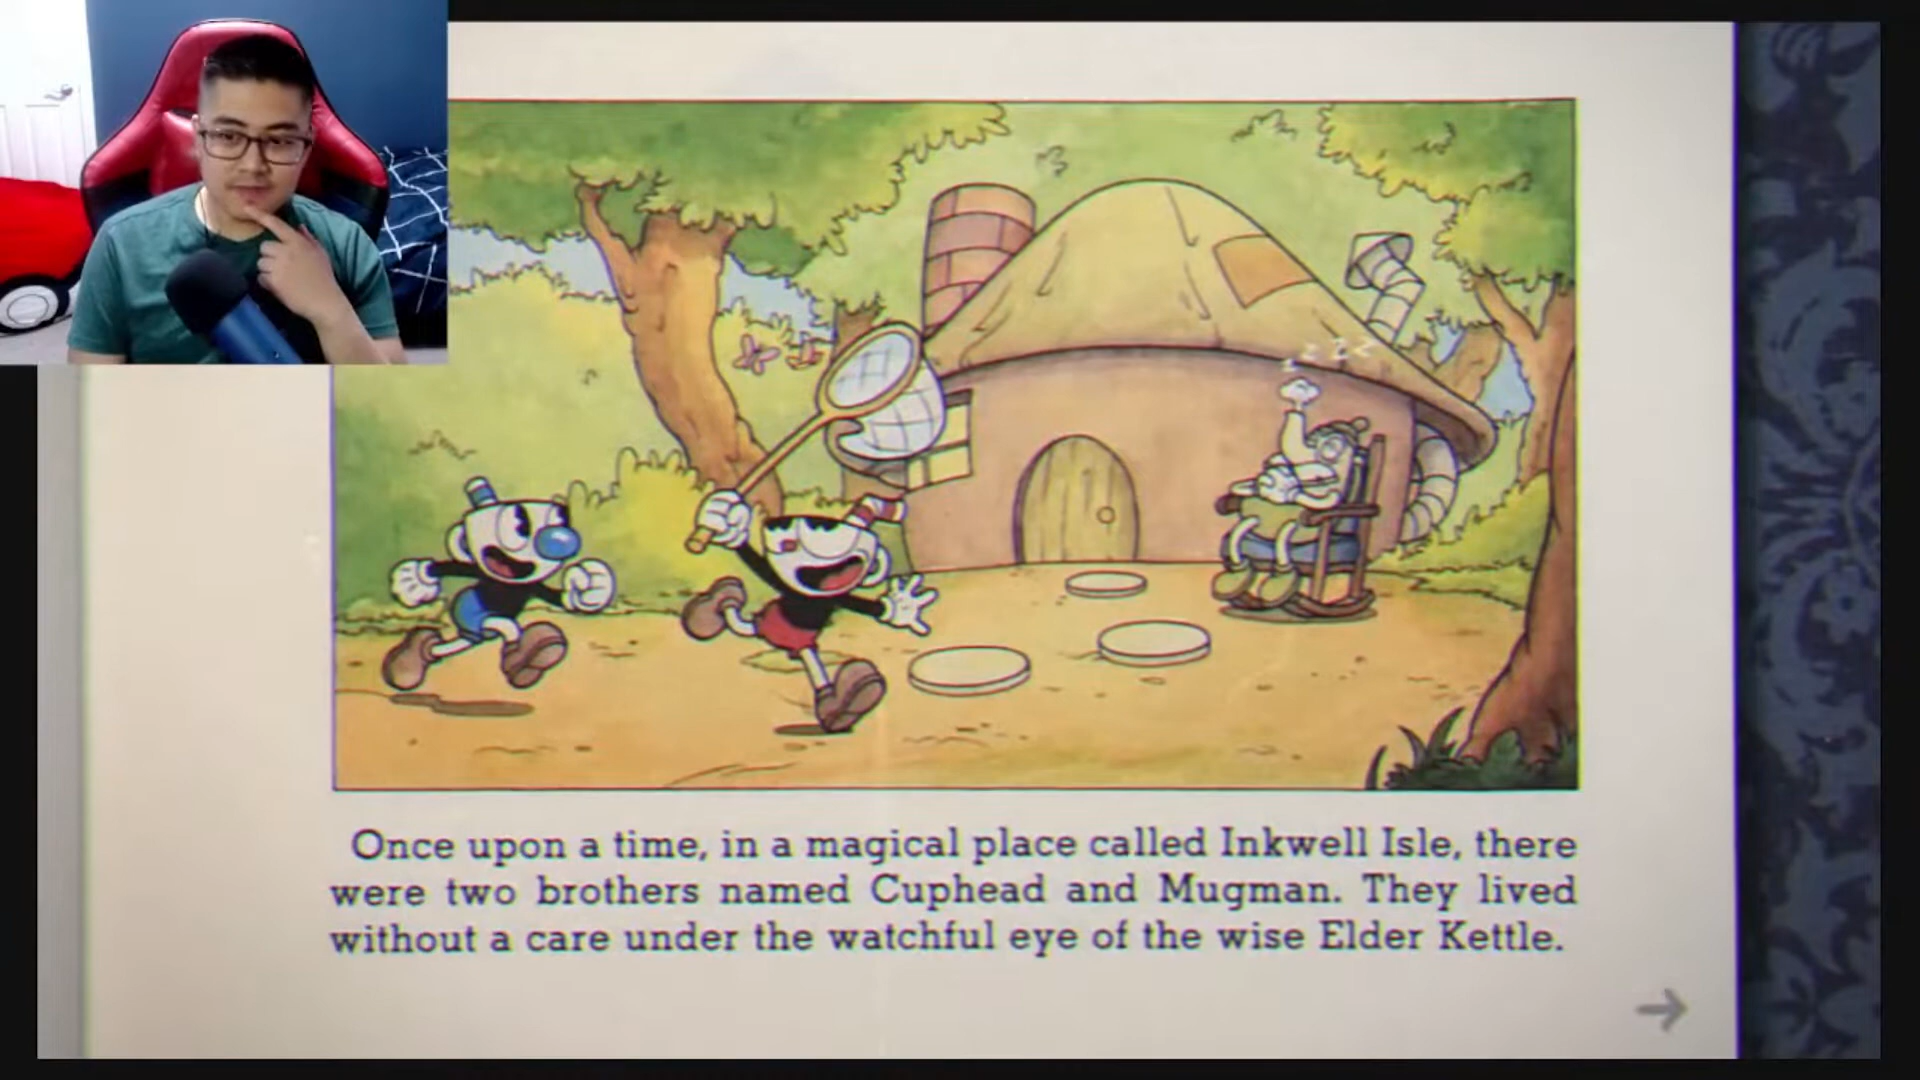 z z z z
Once upon a time, in a magical place called Inkwell Isle, there
were two brothers named Cuphead and Mugman. They lived
without a care under the watchful eye of the wise Elder Kettle.